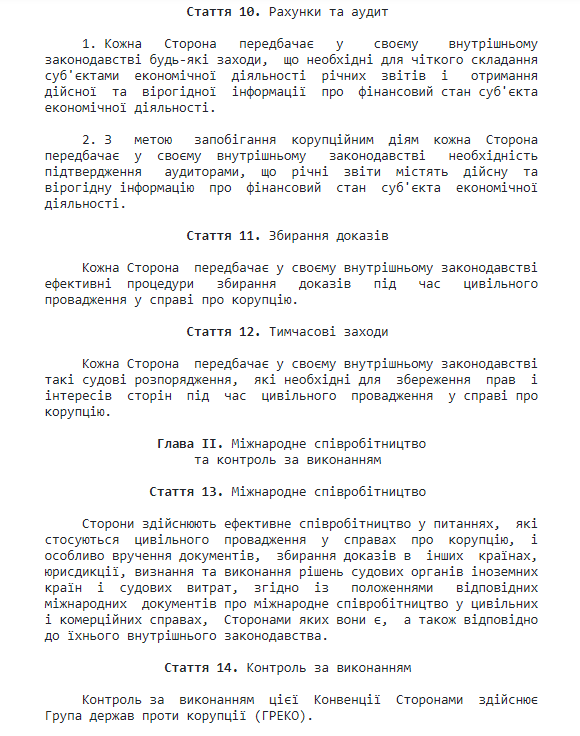 Стаття 10. Рахунки та аудит
1. Кожна Сторона передбачає у своєму внутрішньому
законодавстві будь-які заходи, що необхідні для чіткого складання
суб'єктами економічної діяльності річних звітів і отримання
дійсної та вірогідної інформації про фінансовий стан суб'єкта
економічної діяльності.
2. З метою запобігання корупційним діям кожна Сторона
передбачає у своєму внутрішньому законодавстві необхідність
підтвердження аудиторами, що річні звіти містять дійсну та
вірогідну інформацію про фінансовий стан суб'єкта економічної
діяльності.
Стаття 11. Збирання доказів
Кожна Сторона передбачає у своєму внутрішньому законодавстві
ефективні процедури збирання доказів під час цивільного
провадження у справі про корупцію.
Стаття 12. Тимчасові заходи
Кожна Сторона передбачає у своєму внутрішньому законодавстві
такі судові розпорядження, які необхідні для збереження прав і
інтересів сторін під час цивільного провадження у справі про
корупцію.
Глава II. Міжнародне співробітництво
та контроль за виконанням
Стаття 13. Міжнародне співробітництво
Сторони здійснюють ефективне співробітництво у питаннях, які
стосуються цивільного провадження у справах про корупцію, і
особливо вручення документів, збирання доказів в інших країнах,
юрисдикції, визнання та виконання рішень судових органів іноземних
країн і судових витрат, згідно із положеннями відповідних
міжнародних документів про міжнародне співробітництво у цивільних
і комерційних справах, Сторонами яких вони є, а також відповідно
до їхнього внутрішнього законодавства.
Стаття 14. Контроль за виконанням
Контроль за виконанням цієї Конвенції Сторонами здійснює
Група держав проти корупції (ГРЕКО).